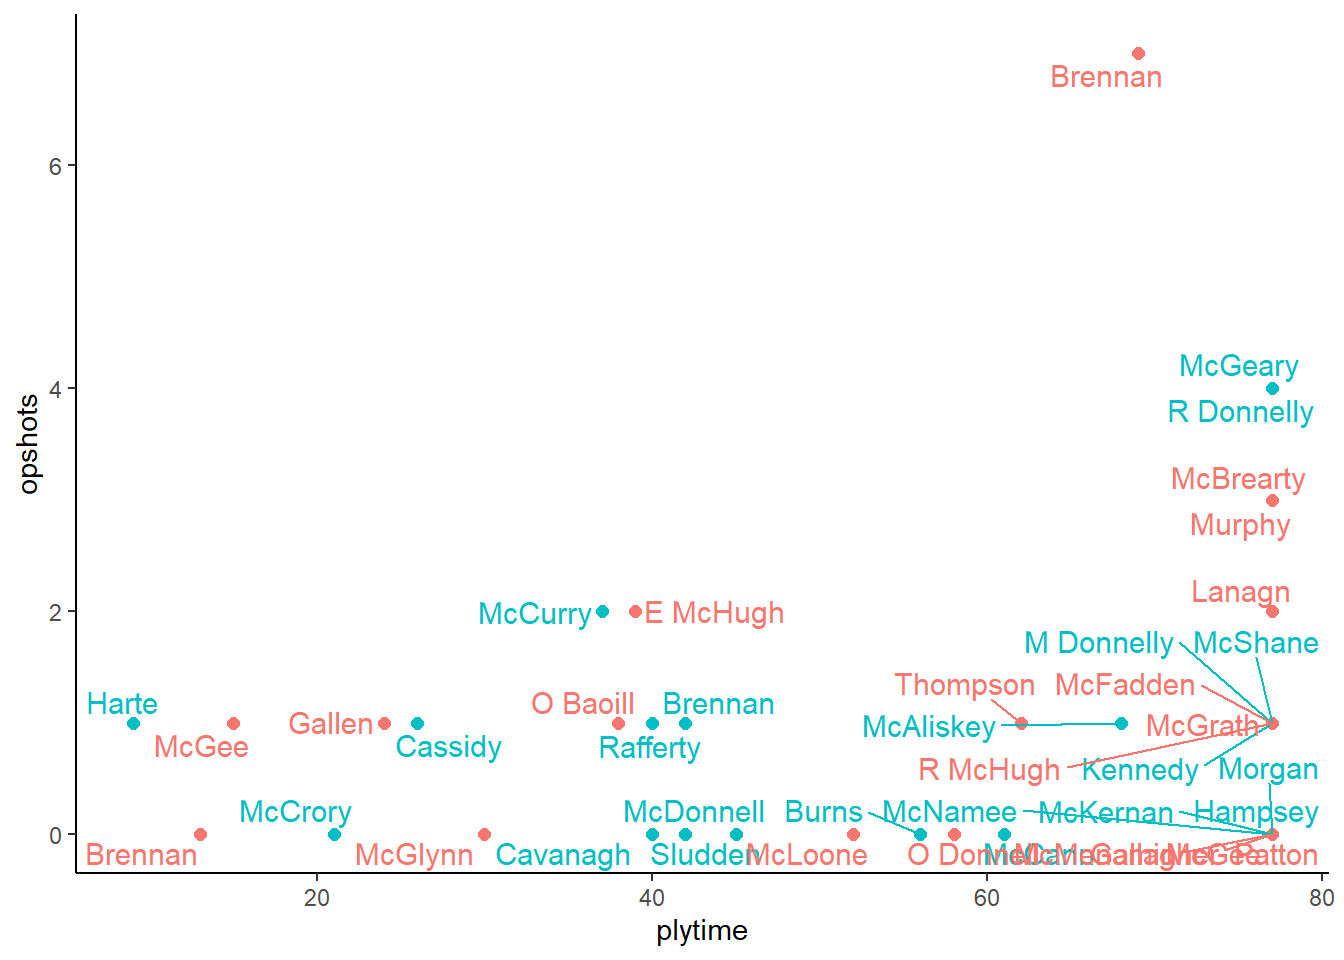 Brennan
6
McGeary
4
R Donnelly
opshots
McBrearty
Murphy
Lanagn
2
McCurry
E McHugh
M Donnelly
McShane
Thompson
McFadden
Harte
O Baoill
Brennan
Gallen
McAliskey
McGrath
McGee
Cassidy
Rafferty
R McHugh
Kennedy
Morgan
McCrory
McDonnell
Burns
McNamee
McKernan
Hampsey
0
Brennan
McGlynn
Cavanagh
Sludden
McLoone
Gallagher
McGee
Patton
20
40
60
80
plytime